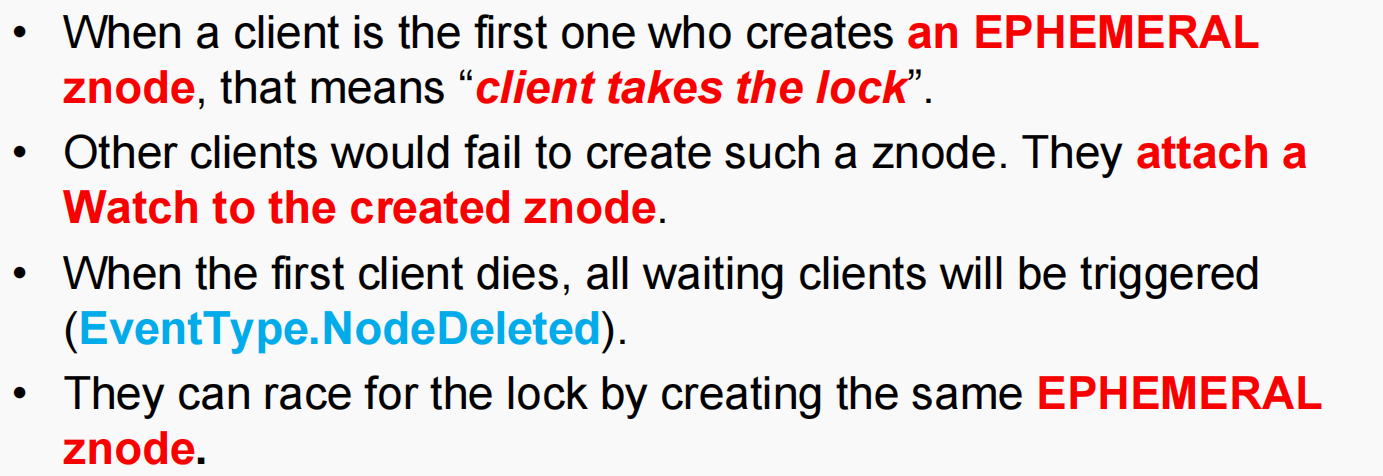 • When a client is the first one who creates an EPHEMERAL
znode, that means “client takes the lock”.
• Other clients would fail to create such a znode. They attach a
Watch to the created znode.
• When the first client dies, all waiting clients will be triggered
(EventType.NodeDeleted).
• They can race for the lock by creating the same EPHEMERAL
znode.